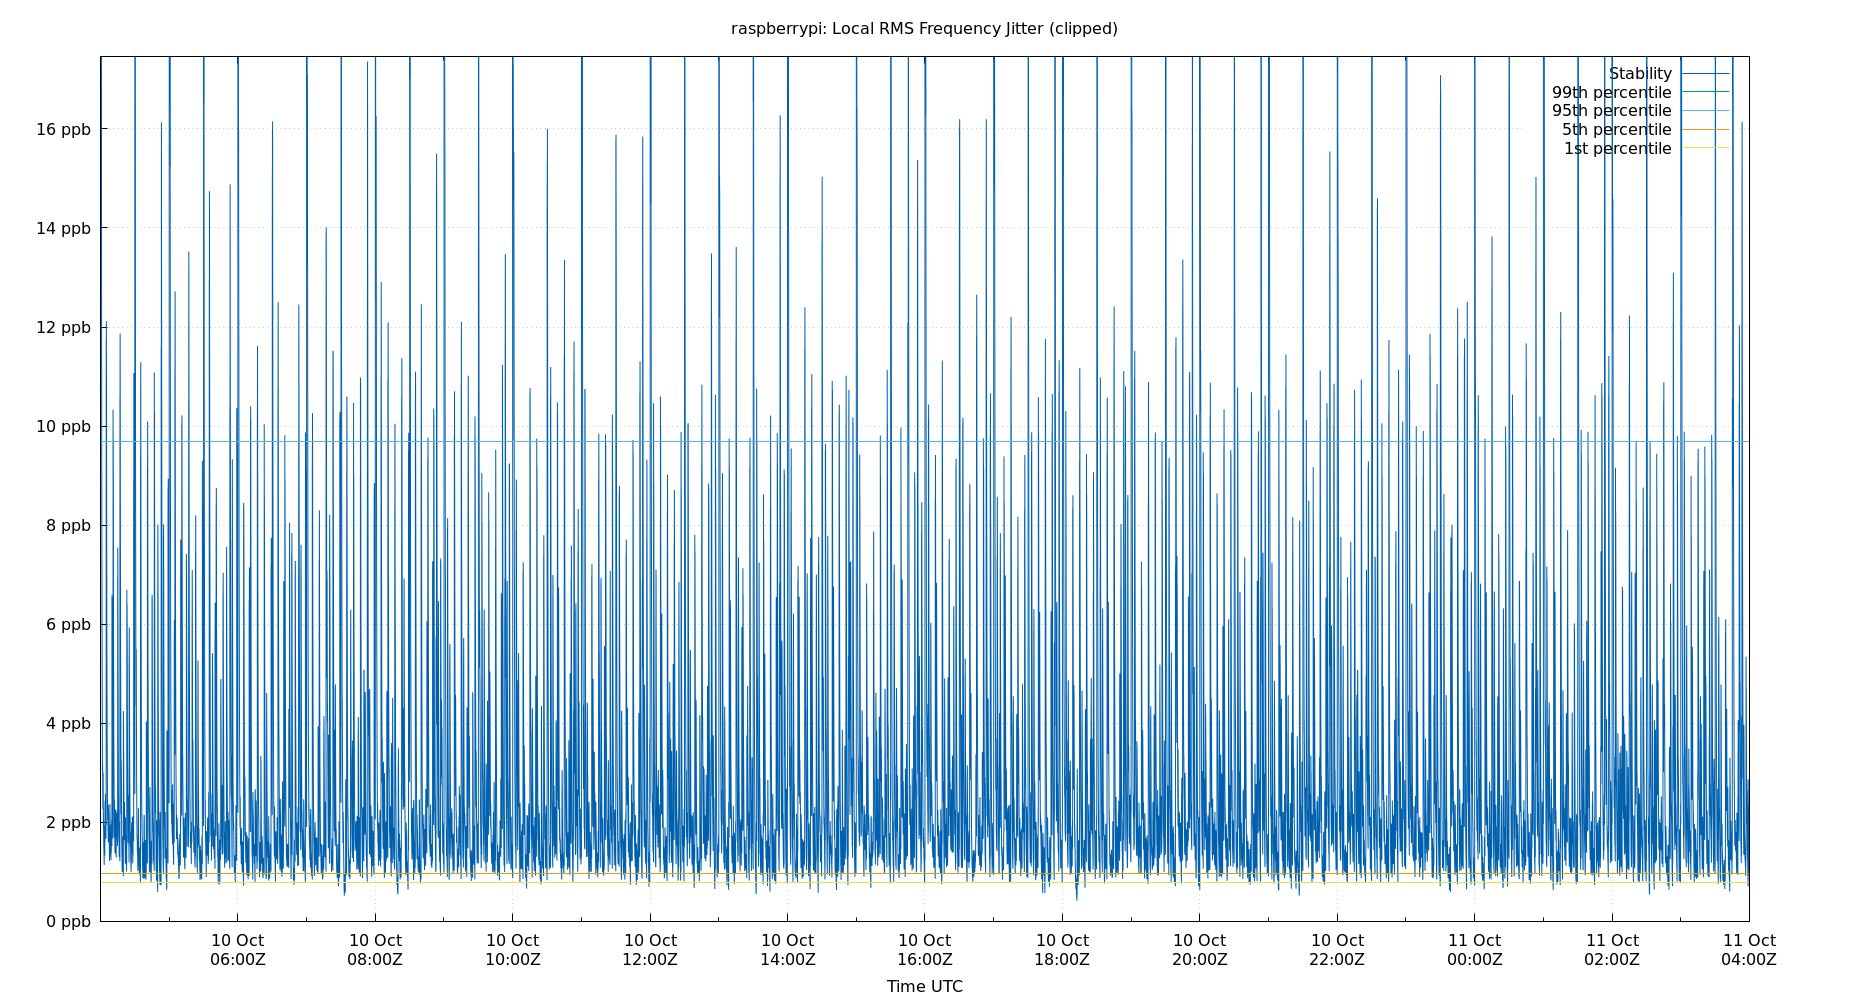 raspberrypi: Local RMS Frequency Jitter (clipped)
Stability
99th percentile
95th percentile
5th percentile
1st percentile
16 ppb
14 ppb
12 ppb
10 ppb
8 ppb
6 ppb
4 ppb
2 ppb
0 ppb
10 Oct 10 Oct 10 Oct 10 Oct 10 Oct 10 Oct 10 Oct 10 Oct 10 Oct 11 Oct 11 Oct 11 Oct
06:00Z 08:00Z 10:00Z 12:00Z 14:00Z 16:00Z 18:00Z 20:00Z 22:00Z 00:00Z 02:00Z 04:00Z
Time UTC